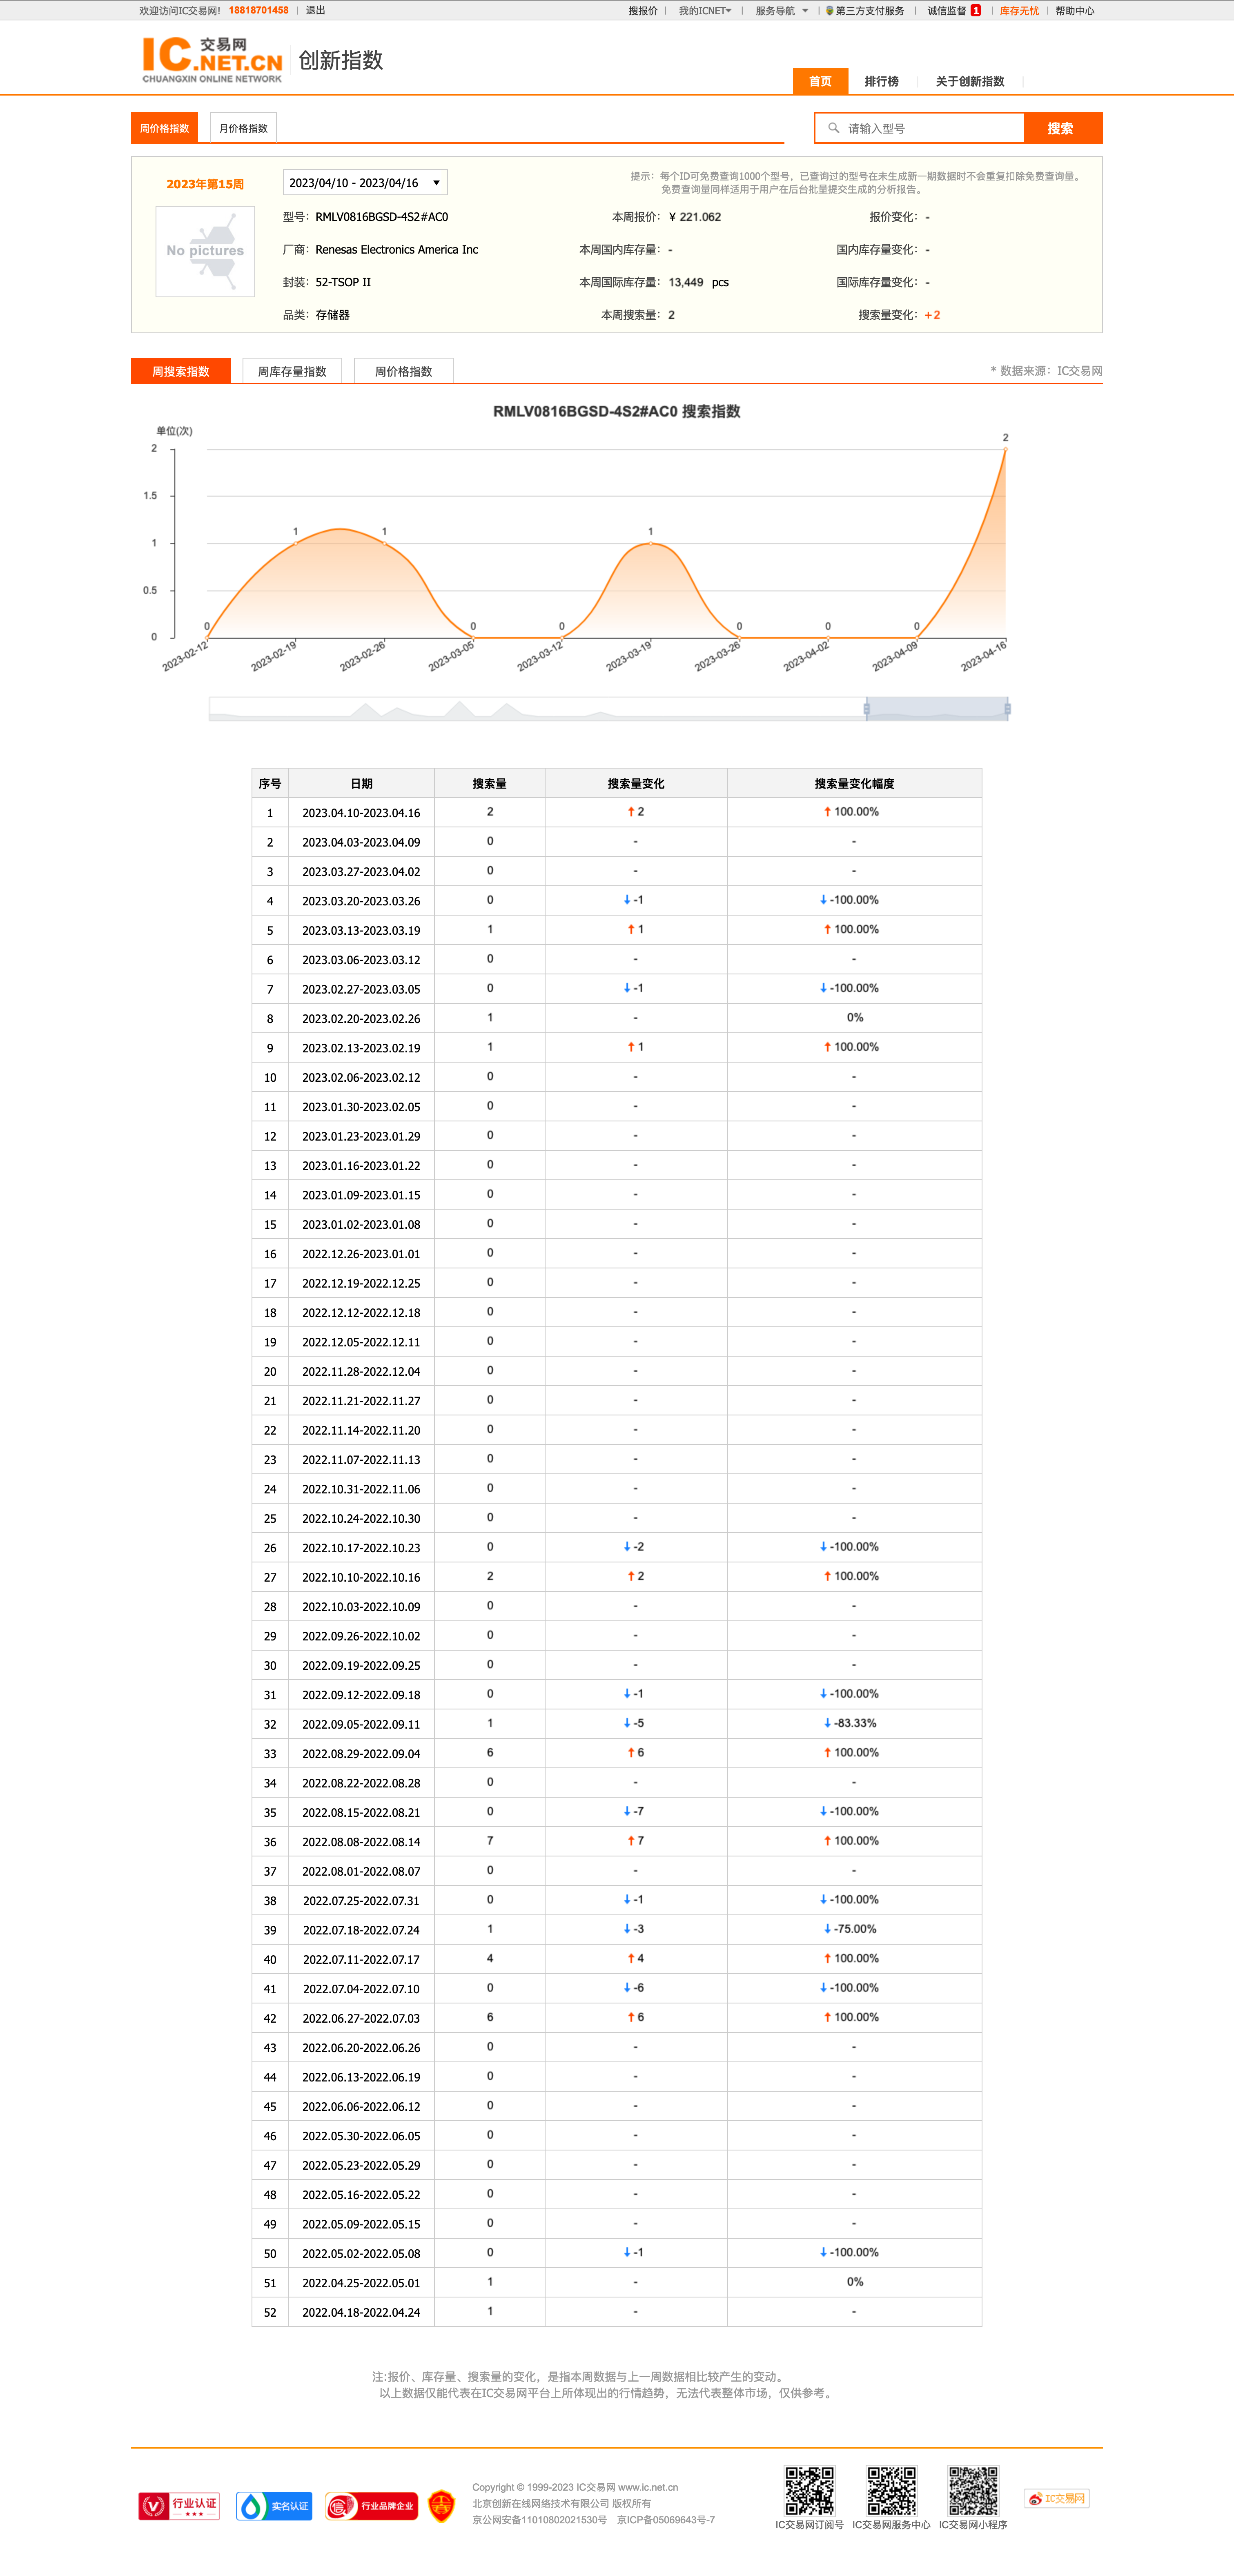 欢迎访问IC交易网! 18818701458 | 退出 搜报价 | 我的ICNET | 服务导航 | 第三方支付服务 | 诚信监督 1 | 库存无忧 | 帮助中心
IC 交易网 .NET.CN
CHUANGXIN ONLINE NETWORK
创新指数
首页 排行榜 关于创新指数
周价格指数 月价格指数 请输入型号 搜索
2023年第15周 2023/04/10 - 2023/04/16 提示：每个ID可免费查询1000个型号，已查询过的型号在未生成新一期数据时不会重复扣除免费查询量。
免费查询量同样适用于用户在后台批量提交生成的分析报告。
No pictures
型号：RMLV0816BGSD-4S2#AC0 本周报价：¥ 221.062 报价变化：-
厂商：Renesas Electronics America Inc 本周国内库存量：- 国内库存量变化：-
封装：52-TSOP II 本周国际库存量：13,449 pcs 国际库存量变化：-
品类：存储器 本周搜索量：2 搜索量变化：+2
周搜索指数 周库存量指数 周价格指数 * 数据来源：IC交易网
RMLV0816BGSD-4S2#AC0 搜索指数
单位(次)
2
1.5
1
0.5
0
0 1 1 0 0 1 0 0 0 2
2023-02-12 2023-02-19 2023-02-26 2023-03-05 2023-03-12 2023-03-19 2023-03-26 2023-04-02 2023-04-09 2023-04-16
序号 日期 搜索量 搜索量变化 搜索量变化幅度
1 2023.04.10-2023.04.16 2 ↑2 ↑100.00%
2 2023.04.03-2023.04.09 0 - -
3 2023.03.27-2023.04.02 0 - -
4 2023.03.20-2023.03.26 0 ↓-1 ↓-100.00%
5 2023.03.13-2023.03.19 1 ↑1 ↑100.00%
6 2023.03.06-2023.03.12 0 - -
7 2023.02.27-2023.03.05 0 ↓-1 ↓-100.00%
8 2023.02.20-2023.02.26 1 - 0%
9 2023.02.13-2023.02.19 1 ↑1 ↑100.00%
10 2023.02.06-2023.02.12 0 - -
11 2023.01.30-2023.02.05 0 - -
12 2023.01.23-2023.01.29 0 - -
13 2023.01.16-2023.01.22 0 - -
14 2023.01.09-2023.01.15 0 - -
15 2023.01.02-2023.01.08 0 - -
16 2022.12.26-2023.01.01 0 - -
17 2022.12.19-2022.12.25 0 - -
18 2022.12.12-2022.12.18 0 - -
19 2022.12.05-2022.12.11 0 - -
20 2022.11.28-2022.12.04 0 - -
21 2022.11.21-2022.11.27 0 - -
22 2022.11.14-2022.11.20 0 - -
23 2022.11.07-2022.11.13 0 - -
24 2022.10.31-2022.11.06 0 - -
25 2022.10.24-2022.10.30 0 - -
26 2022.10.17-2022.10.23 0 ↓-2 ↓-100.00%
27 2022.10.10-2022.10.16 2 ↑2 ↑100.00%
28 2022.10.03-2022.10.09 0 - -
29 2022.09.26-2022.10.02 0 - -
30 2022.09.19-2022.09.25 0 - -
31 2022.09.12-2022.09.18 0 ↓-1 ↓-100.00%
32 2022.09.05-2022.09.11 1 ↓-5 ↓-83.33%
33 2022.08.29-2022.09.04 6 ↑6 ↑100.00%
34 2022.08.22-2022.08.28 0 - -
35 2022.08.15-2022.08.21 0 ↓-7 ↓-100.00%
36 2022.08.08-2022.08.14 7 ↑7 ↑100.00%
37 2022.08.01-2022.08.07 0 - -
38 2022.07.25-2022.07.31 0 ↓-1 ↓-100.00%
39 2022.07.18-2022.07.24 1 ↓-3 ↓-75.00%
40 2022.07.11-2022.07.17 4 ↑4 ↑100.00%
41 2022.07.04-2022.07.10 0 ↓-6 ↓-100.00%
42 2022.06.27-2022.07.03 6 ↑6 ↑100.00%
43 2022.06.20-2022.06.26 0 - -
44 2022.06.13-2022.06.19 0 - -
45 2022.06.06-2022.06.12 0 - -
46 2022.05.30-2022.06.05 0 - -
47 2022.05.23-2022.05.29 0 - -
48 2022.05.16-2022.05.22 0 - -
49 2022.05.09-2022.05.15 0 - -
50 2022.05.02-2022.05.08 0 ↓-1 ↓-100.00%
51 2022.04.25-2022.05.01 1 - 0%
52 2022.04.18-2022.04.24 1 - -
注:报价、库存量、搜索量的变化，是指本周数据与上一周数据相比较产生的变动。
以上数据仅能代表在IC交易网平台上所体现出的行情趋势，无法代表整体市场，仅供参考。
行业认证 实名认证 信 行业品牌企业
Copyright © 1999-2023 IC交易网 www.ic.net.cn
北京创新在线网络技术有限公司 版权所有
京公网安备11010802021530号 京ICP备05069643号-7
IC交易网订阅号 IC交易网服务中心 IC交易网小程序
IC交易网